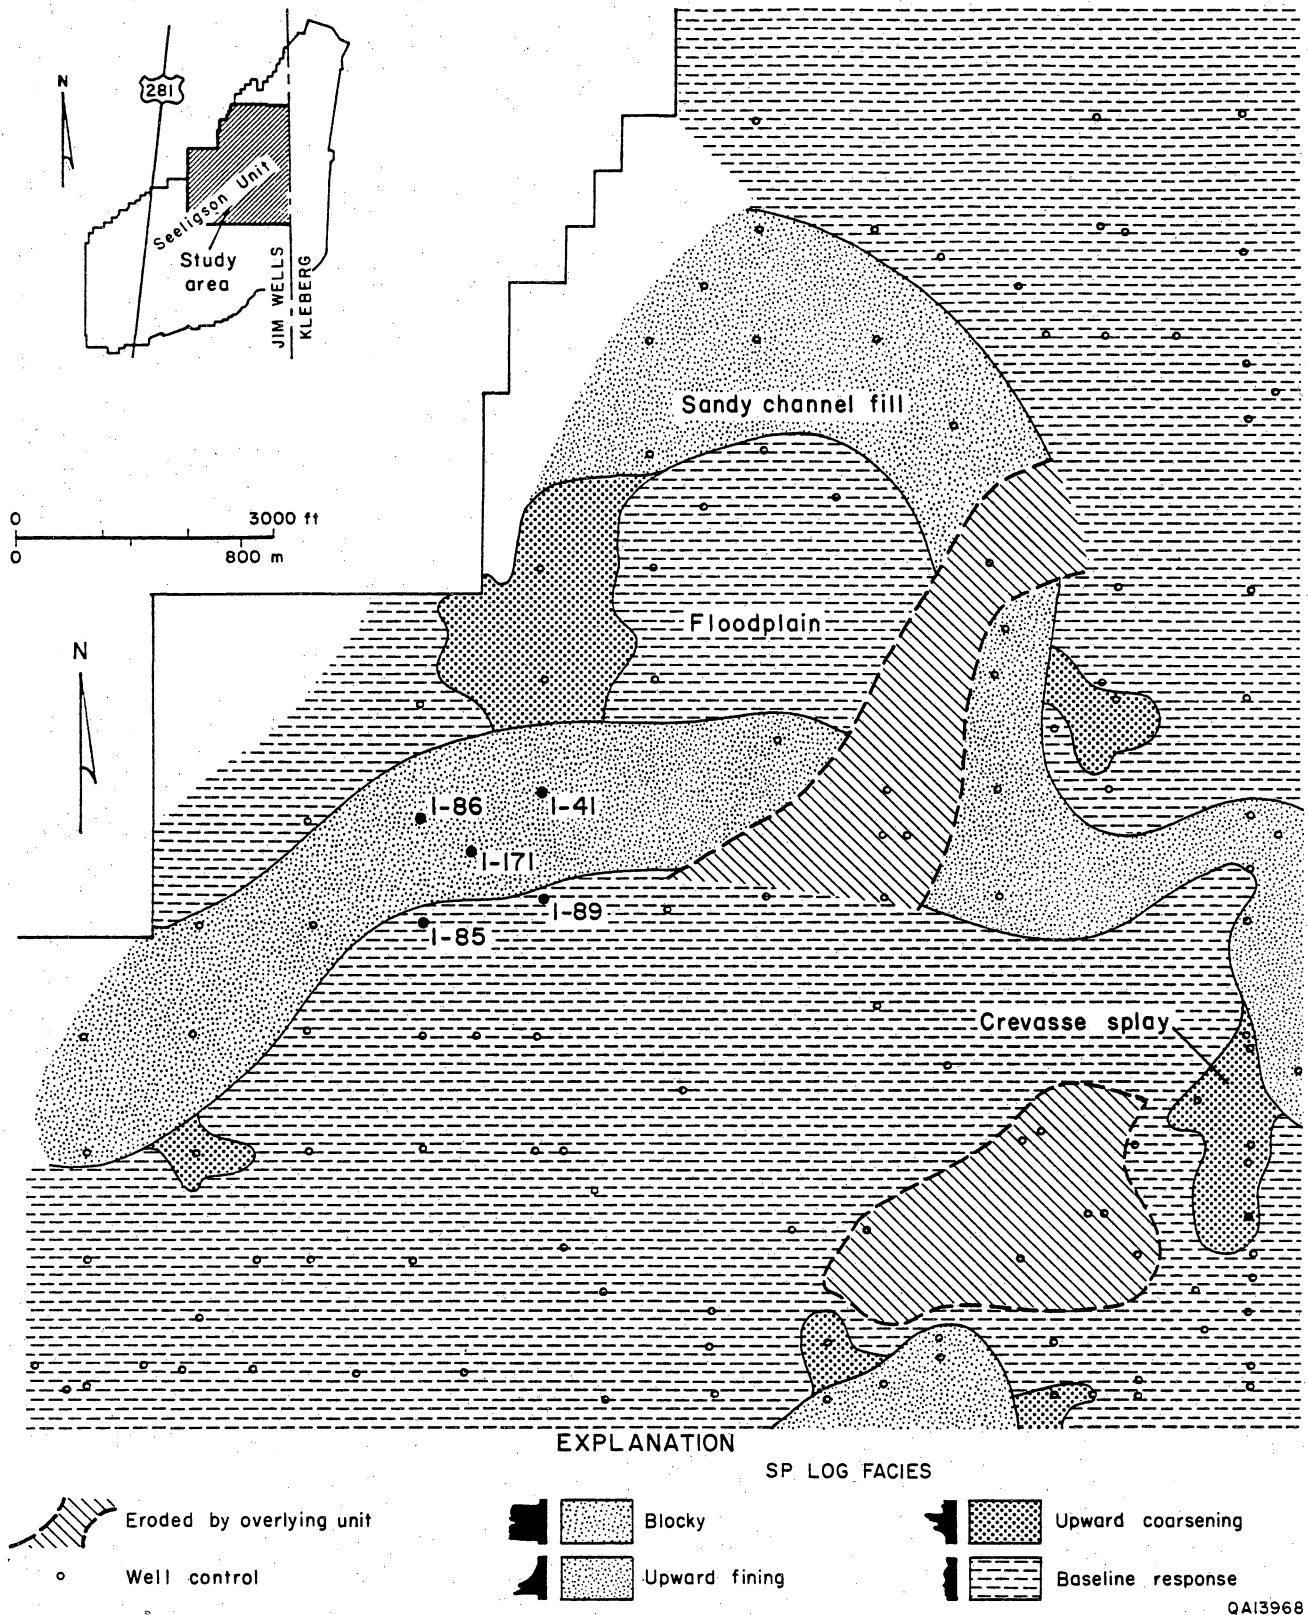 N
281
Seeligson Unit
Study
area
JIM WELLS
KLEBERG
Sandy channel fill
0
3000 ft
0
800 m
N
Floodplain
I-86
I-41
I-171
I-89
I-85
Crevasse splay
EXPLANATION
SP LOG FACIES
Eroded by overlying unit
Blocky
Upward coarsening
Well control
Upward fining
Baseline response
QA13968